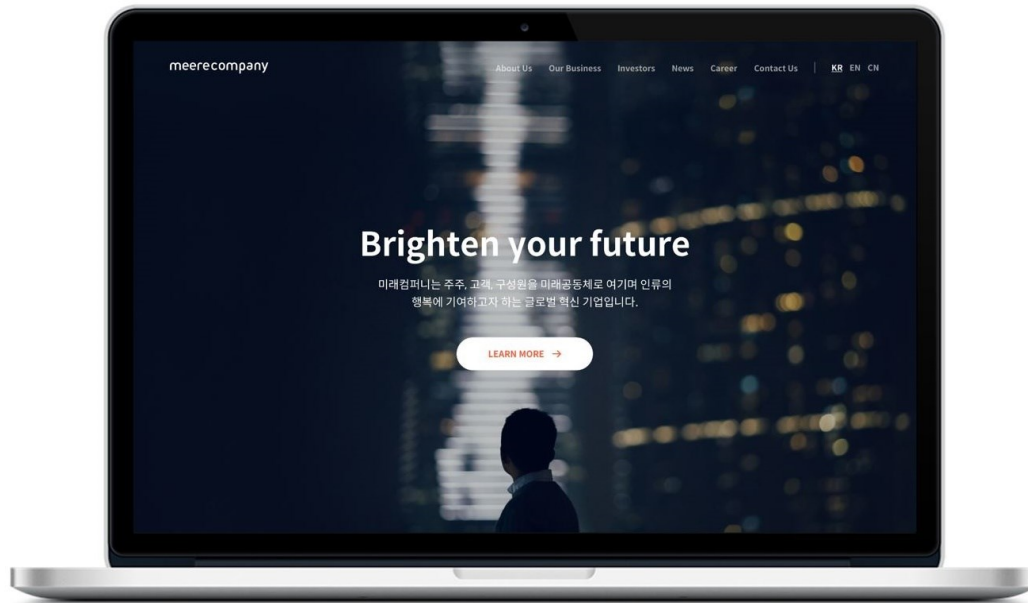 meerecompany
About Us Our Business Investors News Career Contact Us | KR EN CN
Brighten your future
미래컴퍼니는 주주, 고객, 구성원을 미래공동체로 여기며 인류의
행복에 기여하고자 하는 글로벌 혁신 기업입니다.
LEARN MORE →